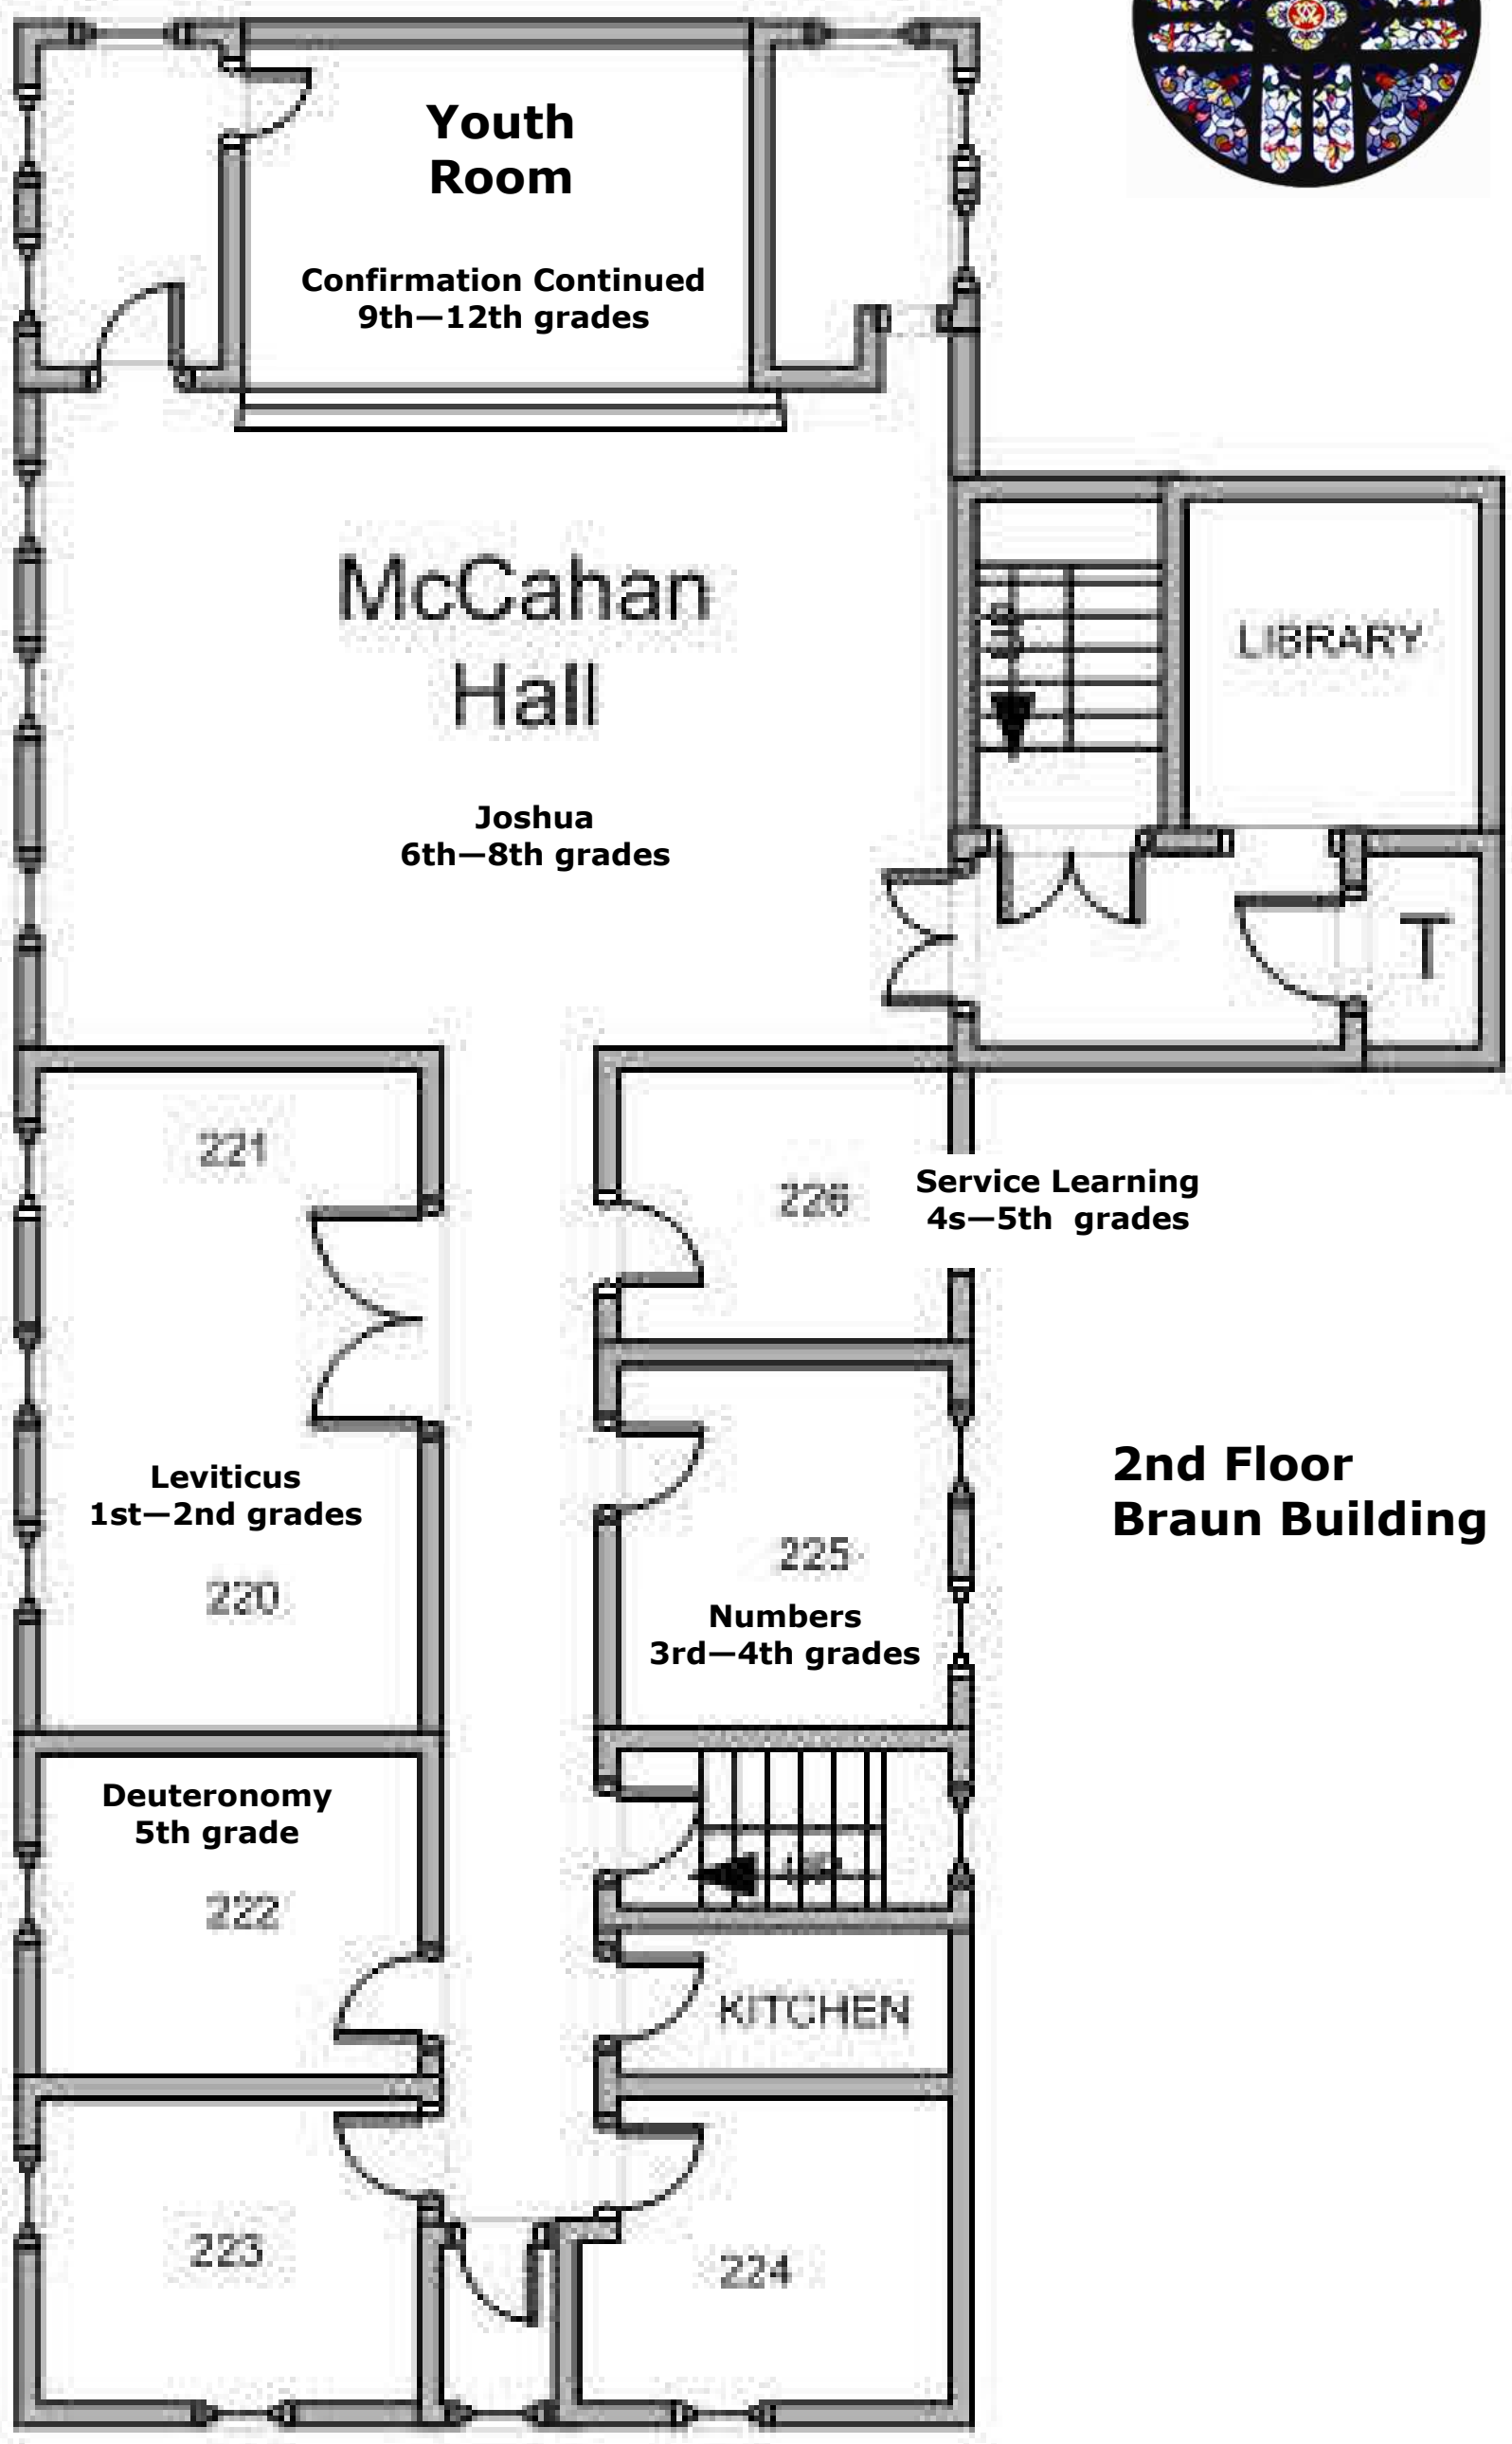 Youth
Room
Confirmation Continued
9th—12th grades
McCahan
Hall
LIBRARY
Joshua
6th—8th grades
T
221
226
Service Learning
4s—5th grades
Leviticus
1st—2nd grades
2nd Floor
Braun Building
220
225
Numbers
3rd—4th grades
Deuteronomy
5th grade
222
KITCHEN
223
224